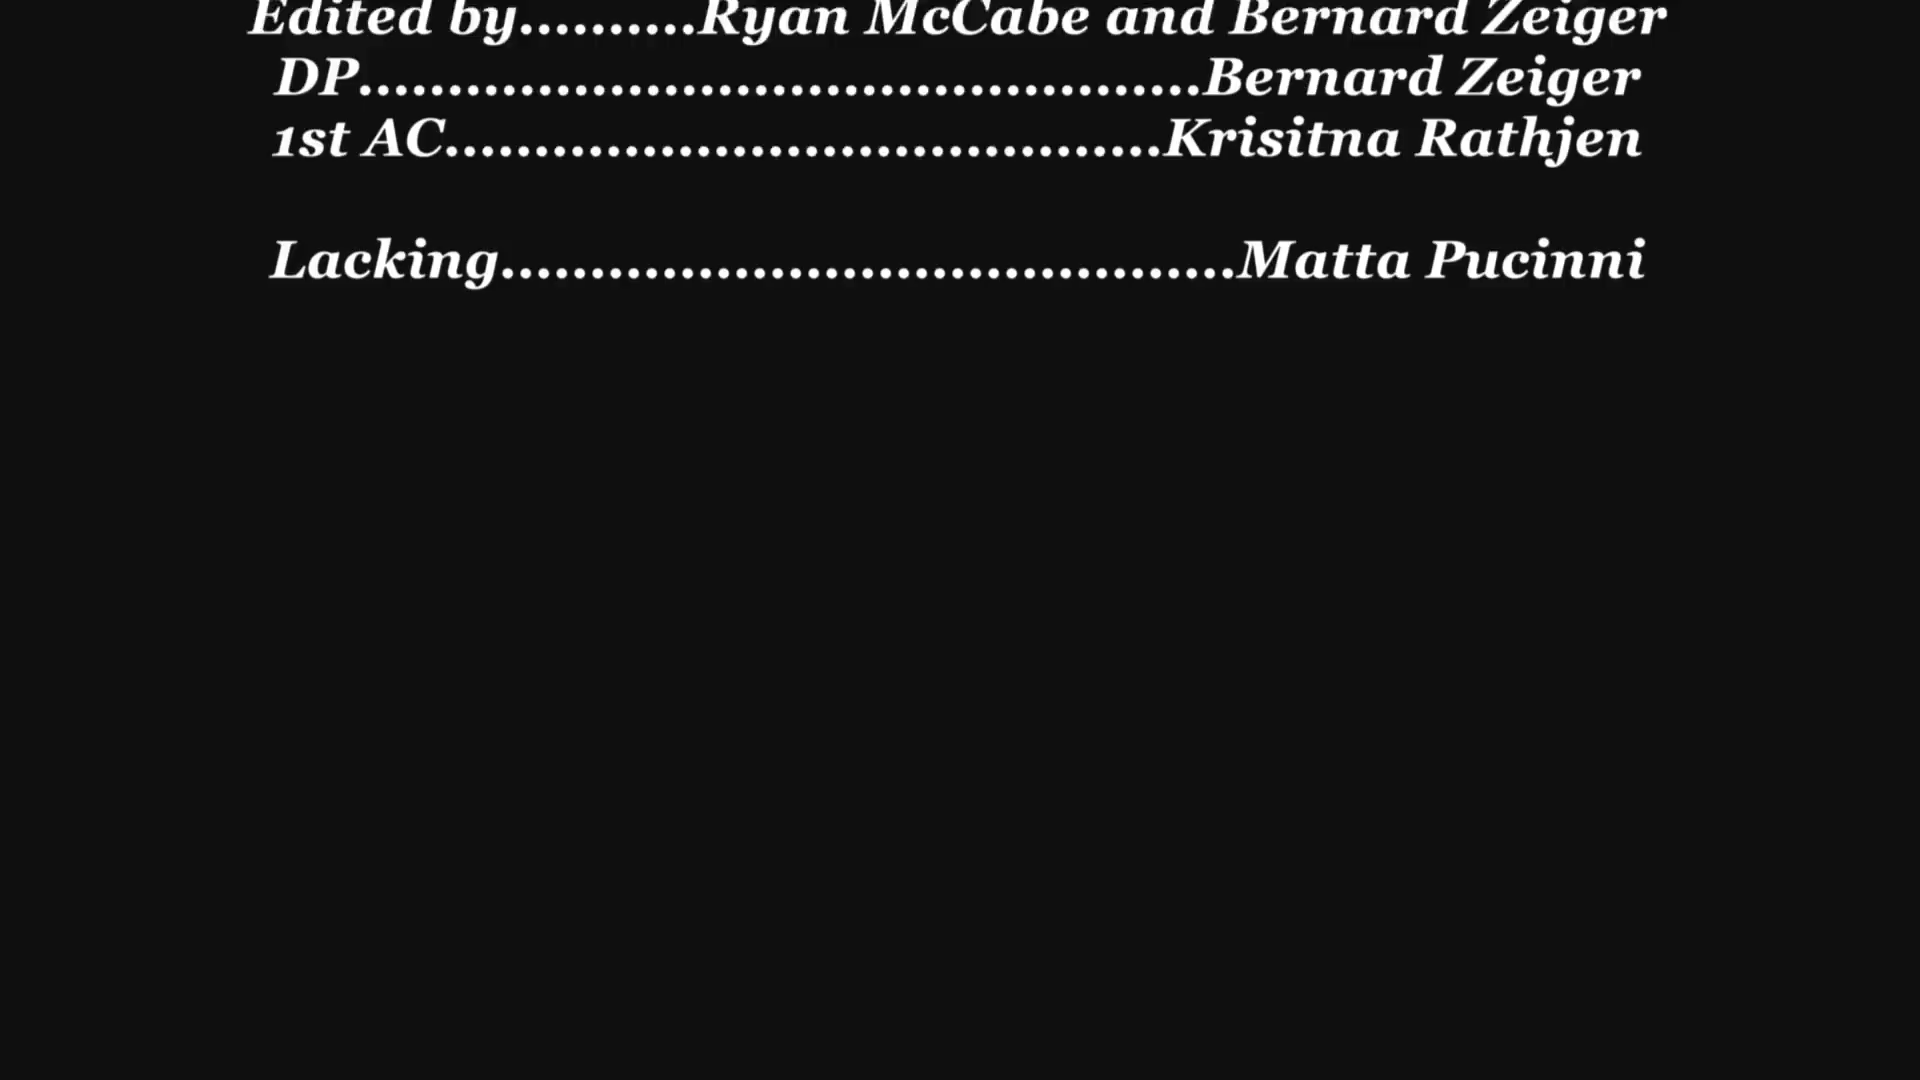 Edited by..........Ryan McCabe and Bernard Zeiger
DP...............................................Bernard Zeiger
1st AC........................................Krisitna Rathjen
Lacking.........................................Matta Pucinni